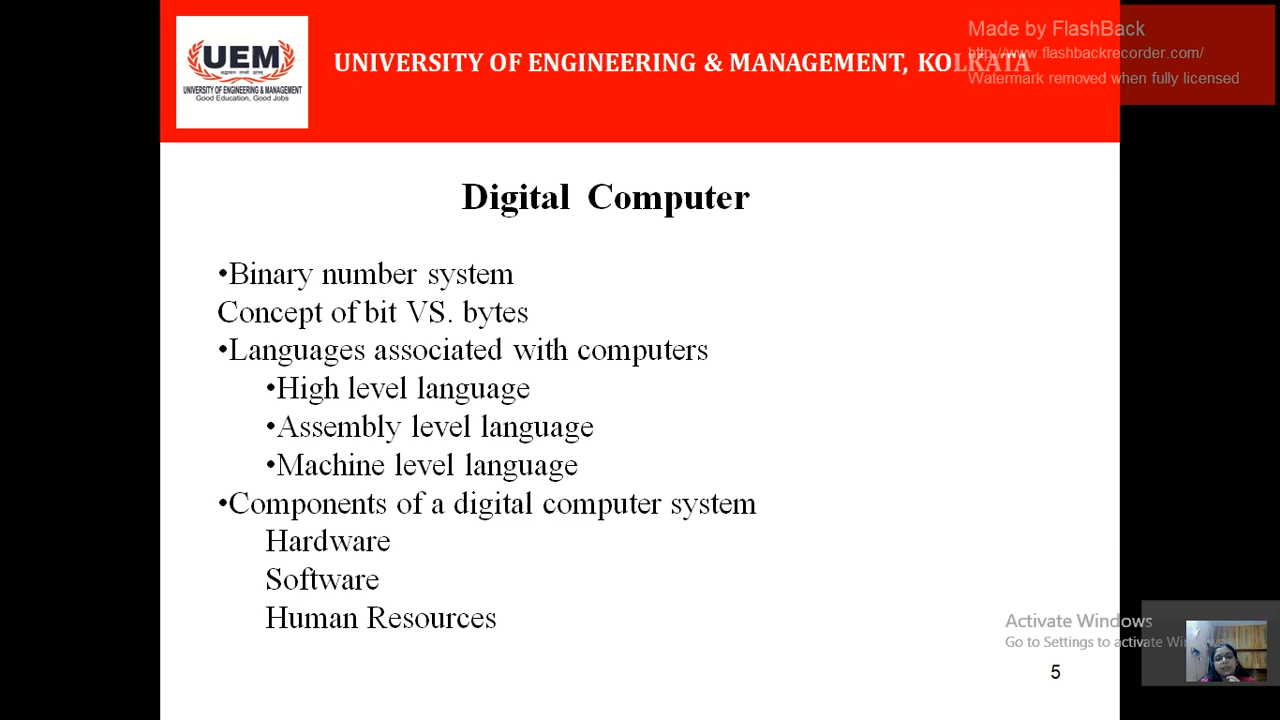 Made by FlashBack
http://www.flashbackrecorder.com/
Watermark removed when fully licensed
UEM
UNIVERSITY OF ENGINEERING & MANAGEMENT
Good Education, Good Jobs
UNIVERSITY OF ENGINEERING & MANAGEMENT, KOLKATA
Digital Computer
•Binary number system
Concept of bit VS. bytes
•Languages associated with computers
•High level language
•Assembly level language
•Machine level language
•Components of a digital computer system
Hardware
Software
Human Resources
Activate Windows
Go to Settings to activate
5